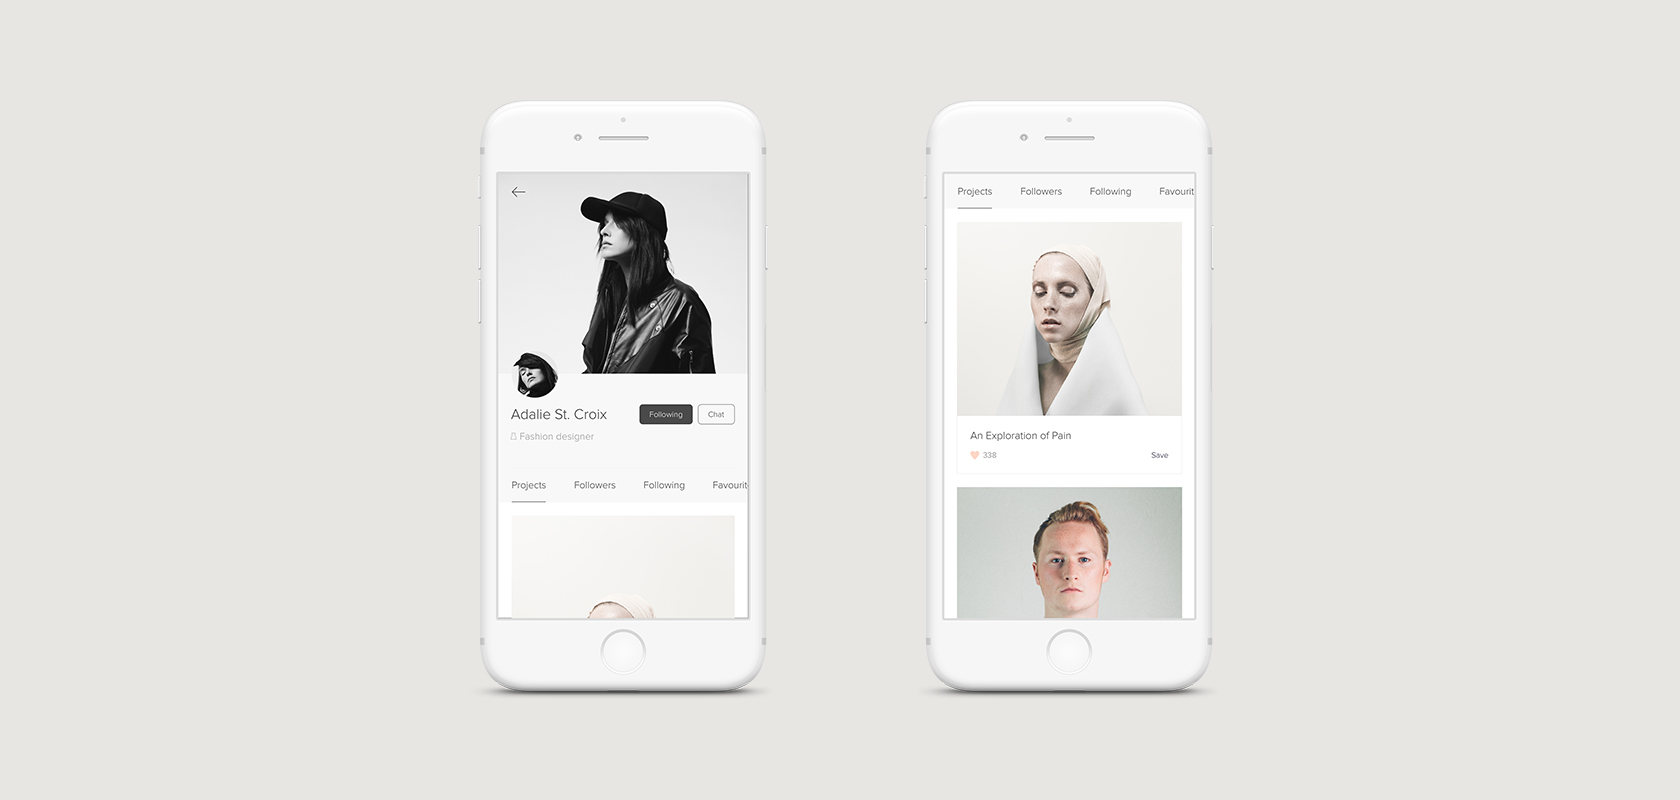 Adalie St. Croix
Following
Chat
Fashion designer
Projects Followers Following Favourit
Projects Followers Following Favourit
An Exploration of Pain
338
Save